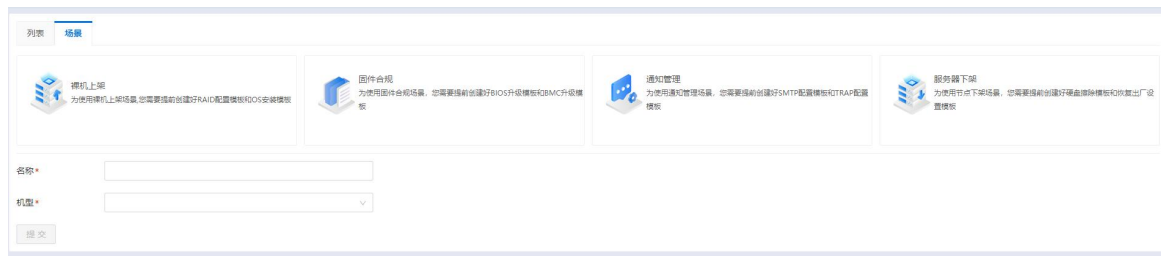 列表 场景
裸机上架
为使用裸机上架场景,您需要提前创建好RAID配置模板和OS安装模板
固件合规
为使用固件合规场景，您需要提前创建好BIOS升级模板和BMC升级模
板
通知管理
为使用通知管理场景，您需要提前创建好SMTP配置模板和TRAP配置
模板
服务器下架
为使用节点下架场景，您需要提前创建好硬盘擦除模板和恢复出厂设
置模板
名称*
机型*
提交